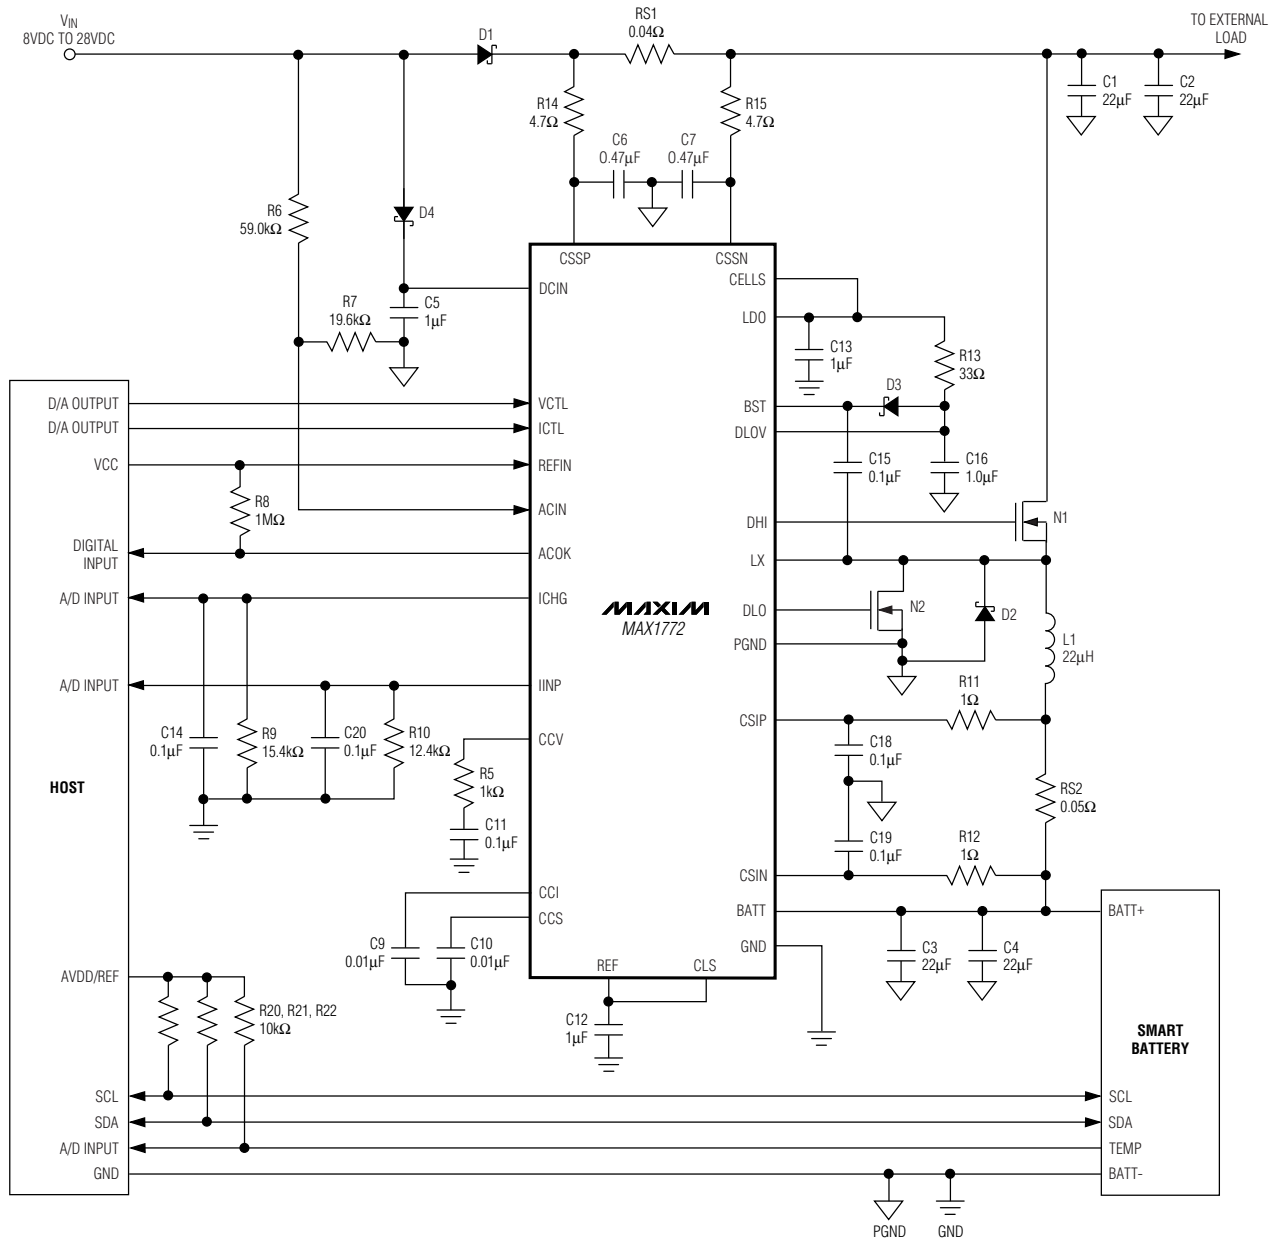 VIN
8VDC TO 28VDC
D1
RS1
0.04Ω
TO EXTERNAL
LOAD
R14
4.7Ω
R15
4.7Ω
C1
22µF
C2
22µF
C6
0.47µF
C7
0.47µF
R6
59.0kΩ
D4
CSSP
CSSN
DCIN
CELLS
R7
19.6kΩ
C5
1µF
LDO
C13
1µF
R13
33Ω
D3
D/A OUTPUT
VCTL
BST
D/A OUTPUT
ICTL
DLOV
VCC
REFIN
C15
0.1µF
C16
1.0µF
R8
1MΩ
ACIN
DHI
N1
DIGITAL
INPUT
ACOK
LX
A/D INPUT
ICHG
MAXIM
MAX1772
DLO
N2
D2
PGND
L1
22µH
A/D INPUT
IINP
R11
1Ω
CSIP
C14
0.1µF
R9
15.4kΩ
C20
0.1µF
R10
12.4kΩ
CCV
C18
0.1µF
HOST
R5
1kΩ
RS2
0.05Ω
C11
0.1µF
C19
0.1µF
R12
1Ω
CSIN
CCI
BATT
BATT+
CCS
C9
0.01µF
C10
0.01µF
GND
C3
22µF
C4
22µF
REF
CLS
AVDD/REF
R20, R21, R22
10kΩ
C12
1µF
SMART
BATTERY
SCL
SCL
SDA
SDA
A/D INPUT
TEMP
GND
BATT-
PGND
GND